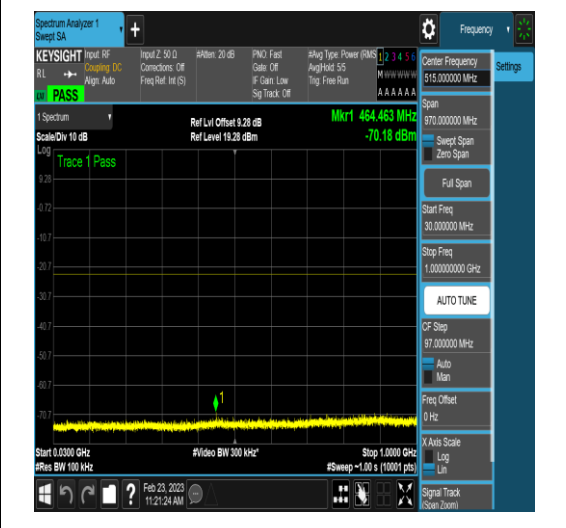 Spectrum Analyzer 1
Swept SA
+
Frequency
KEYSIGHT Input: RF
RL Coupling: DC
Align: Auto
Input Z: 50 Ω
Corrections: Off
Freq Ref: Int (S)
#Atten: 20 dB
PNO: Fast
Gate: Off
IF Gain: Low
Sig Track: Off
#Avg Type: Power (RMS
Avg|Hold: 5/5
Trig: Free Run
1 2 3 4 5 6
M W W W W W
A A A A A A
PASS
1 Spectrum
Scale/Div 10 dB
Ref Lvl Offset 9.28 dB
Ref Level 19.28 dBm
Mkr1 464.463 MHz
-70.18 dBm
Log
Trace 1 Pass
9.28
-0.72
-10.7
-20.7
-30.7
-40.7
-50.7
-60.7
-70.7
1
Start 0.0300 GHz
#Res BW 100 kHz
#Video BW 300 kHz*
Stop 1.0000 GHz
#Sweep ~1.00 s (10001 pts)
?
Feb 23, 2023
11:21:24 AM
Center Frequency
515.000000 MHz
Settings
Span
970.000000 MHz
Swept Span
Zero Span
Full Span
Start Freq
30.000000 MHz
Stop Freq
1.000000000 GHz
AUTO TUNE
CF Step
97.000000 MHz
Auto
Man
Freq Offset
0 Hz
X Axis Scale
Log
Lin
Signal Track
(Span Zoom)